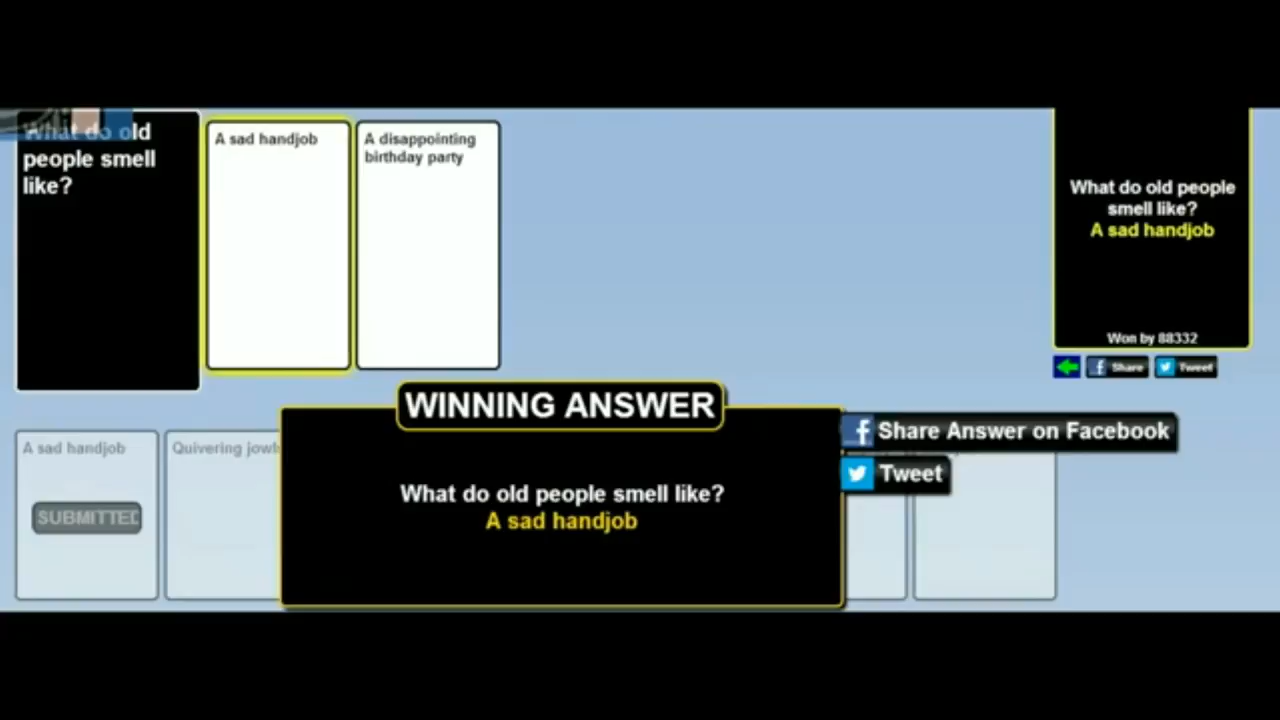 What do old
people smell
like?
A sad handjob
A disappointing
birthday party
What do old people
smell like?
A sad handjob
Won by 88332
Share
Tweet
WINNING ANSWER
What do old people smell like?
A sad handjob
Share Answer on Facebook
Tweet
A sad handjob
SUBMITTED
Quivering